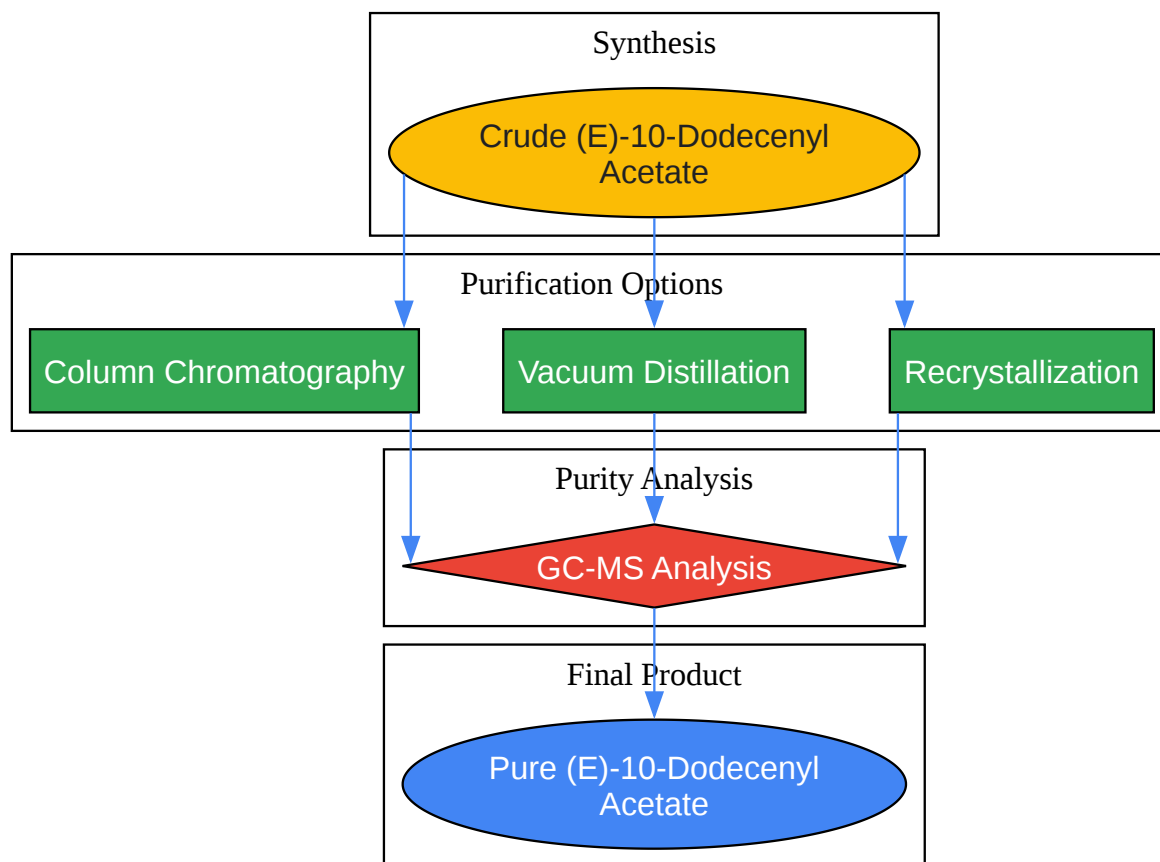 Synthesis
Crude (E)-10-Dodecenyl
Acetate
Purification Options
Column Chromatography
Vacuum Distillation
Recrystallization
Purity Analysis
GC-MS Analysis
Final Product
Pure (E)-10-Dodecenyl
Acetate